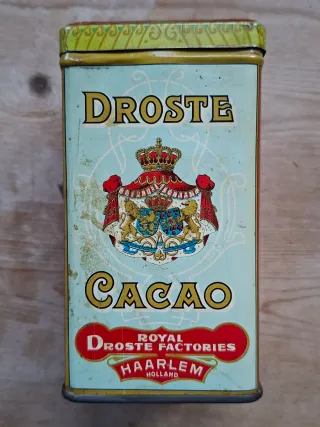 DROSTE
CACAO
ROYAL
DROSTE FACTORIES
HAARLEM
HOLLAND